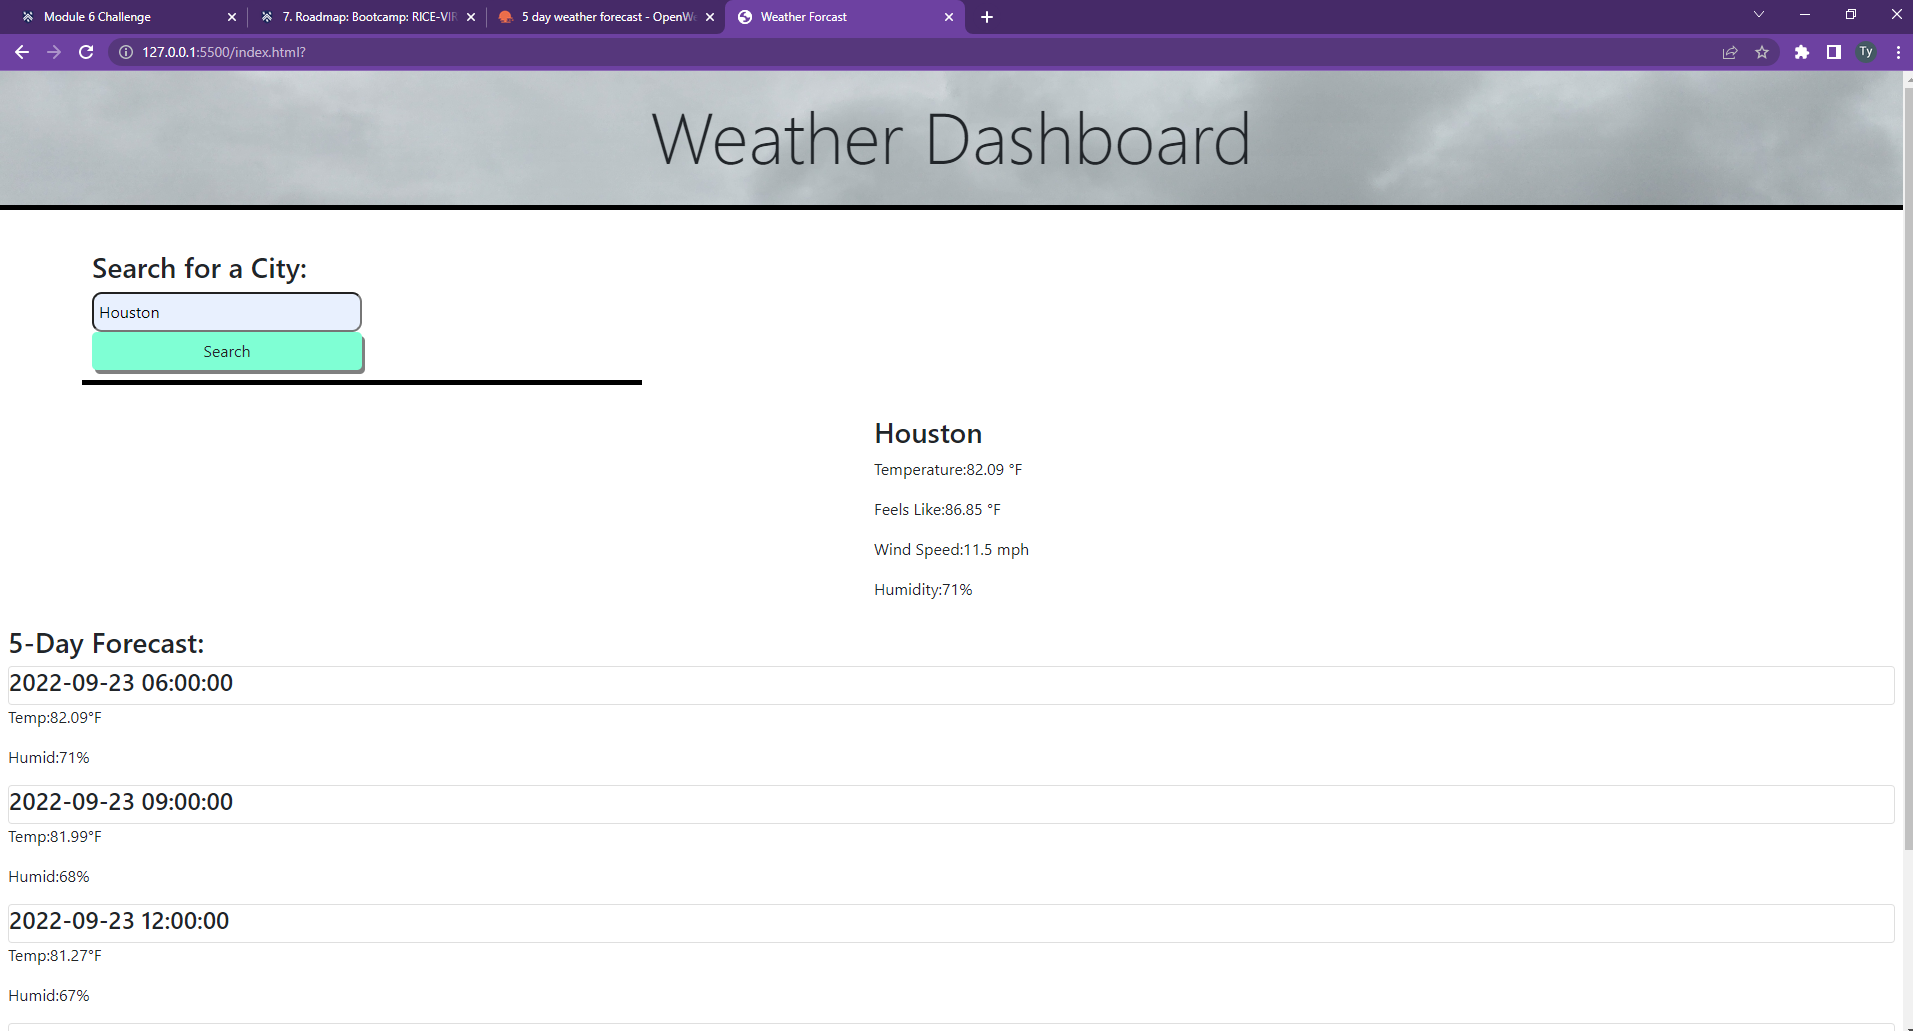 Module 6 Challenge
7. Roadmap: Bootcamp: RICE-VIR
5 day weather forecast - OpenWe
Weather Forcast
127.0.0.1:5500/index.html?
Ty
Weather Dashboard
Search for a City:
Houston
Search
Houston
Temperature:82.09 °F
Feels Like:86.85 °F
Wind Speed:11.5 mph
Humidity:71%
5-Day Forecast:
2022-09-23 06:00:00
Temp:82.09°F
Humid:71%
2022-09-23 09:00:00
Temp:81.99°F
Humid:68%
2022-09-23 12:00:00
Temp:81.27°F
Humid:67%